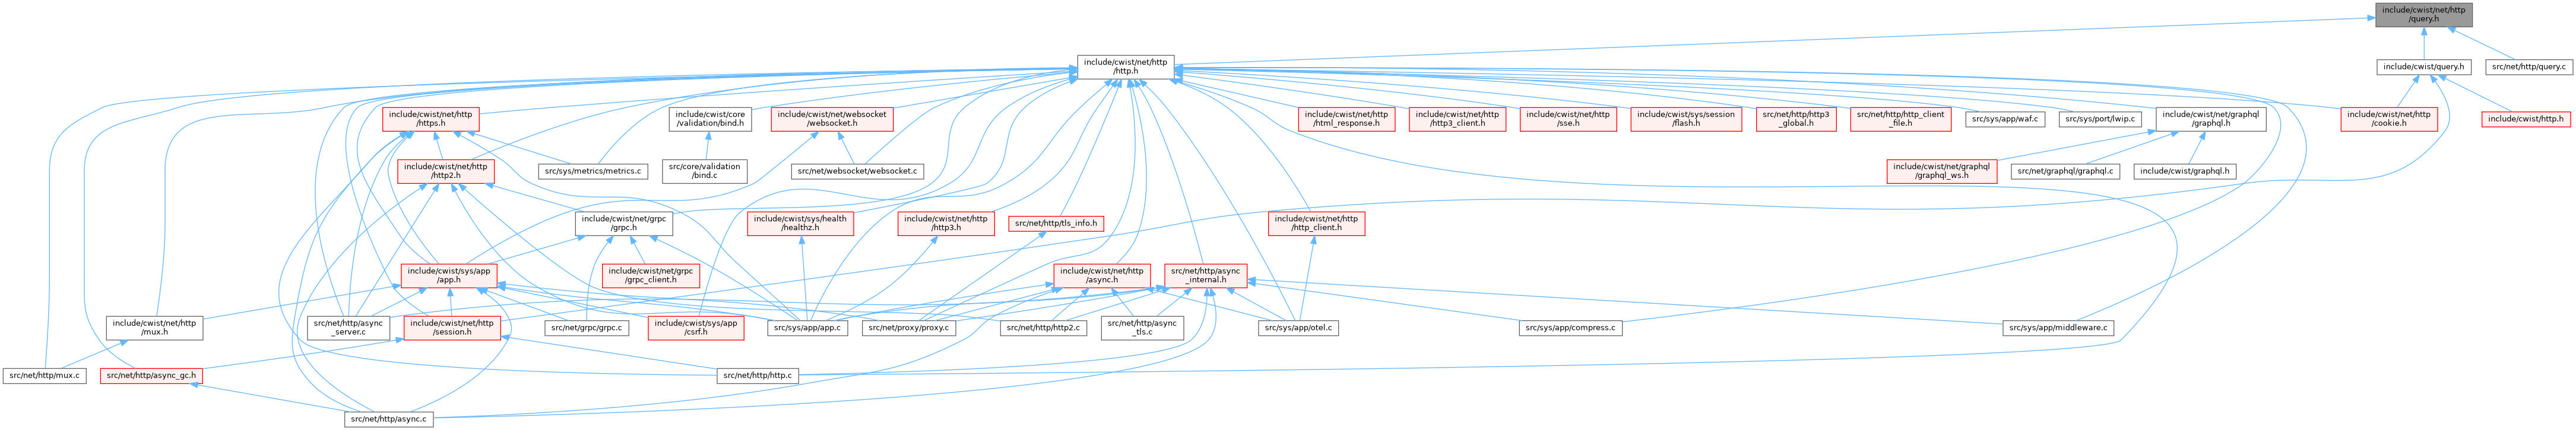 include/cwist/net/http
/query.h
include/cwist/net/http
/http.h
include/cwist/query.h
src/net/http/query.c
include/cwist/net/http
/https.h
include/cwist/core
/validation/bind.h
include/cwist/net/websocket
/websocket.h
include/cwist/net/http
/html_response.h
include/cwist/net/http
/http3_client.h
include/cwist/net/http
/sse.h
include/cwist/sys/session
/flash.h
src/net/http/http3
_global.h
src/net/http/http_client
_file.h
src/sys/app/waf.c
src/sys/port/lwip.c
include/cwist/net/graphql
/graphql.h
include/cwist/net/http
/cookie.h
include/cwist/http.h
include/cwist/net/http
/http2.h
src/sys/metrics/metrics.c
src/core/validation
/bind.c
src/net/websocket/websocket.c
include/cwist/net/graphql
/graphql_ws.h
src/net/graphql/graphql.c
include/cwist/graphql.h
include/cwist/net/grpc
/grpc.h
include/cwist/sys/health
/healthz.h
include/cwist/net/http
/http3.h
src/net/http/tls_info.h
include/cwist/net/http
/http_client.h
include/cwist/sys/app
/app.h
include/cwist/net/grpc
/grpc_client.h
include/cwist/net/http
/async.h
src/net/http/async
_internal.h
include/cwist/net/http
/mux.h
src/net/http/async
_server.c
include/cwist/net/http
/session.h
src/net/grpc/grpc.c
include/cwist/sys/app
/csrf.h
src/sys/app/app.c
src/net/proxy/proxy.c
src/net/http/http2.c
src/net/http/async
_tls.c
src/sys/app/otel.c
src/sys/app/compress.c
src/sys/app/middleware.c
src/net/http/mux.c
src/net/http/async_gc.h
src/net/http/http.c
src/net/http/async.c